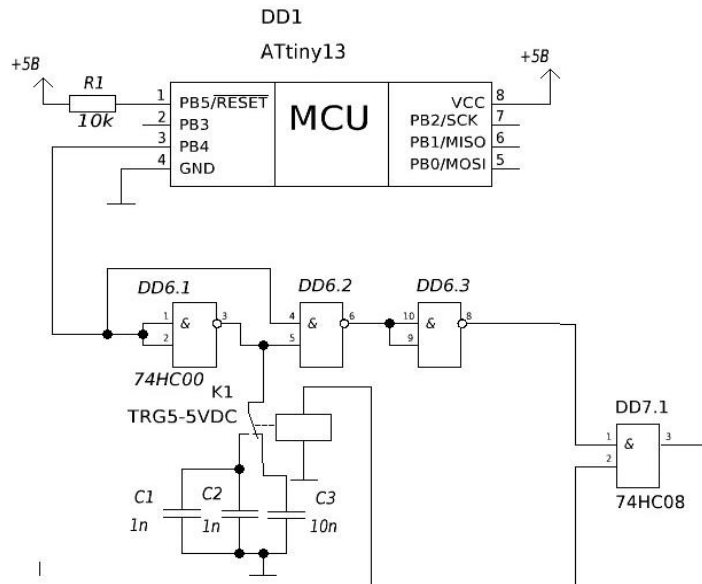 DD1
ATtiny13
+5В
R1
10k
1 PB5/RESET
2 PB3
3 PB4
4 GND
MCU
VCC 8
PB2/SCK 7
PB1/MISO 6
PB0/MOSI 5
+5В
DD6.1
1
2
&
3
74HC00
DD6.2
4
5
&
6
DD6.3
10
9
&
8
K1
TRG5-5VDC
C1
1n
C2
1n
C3
10n
DD7.1
1
2
&
3
74HC08